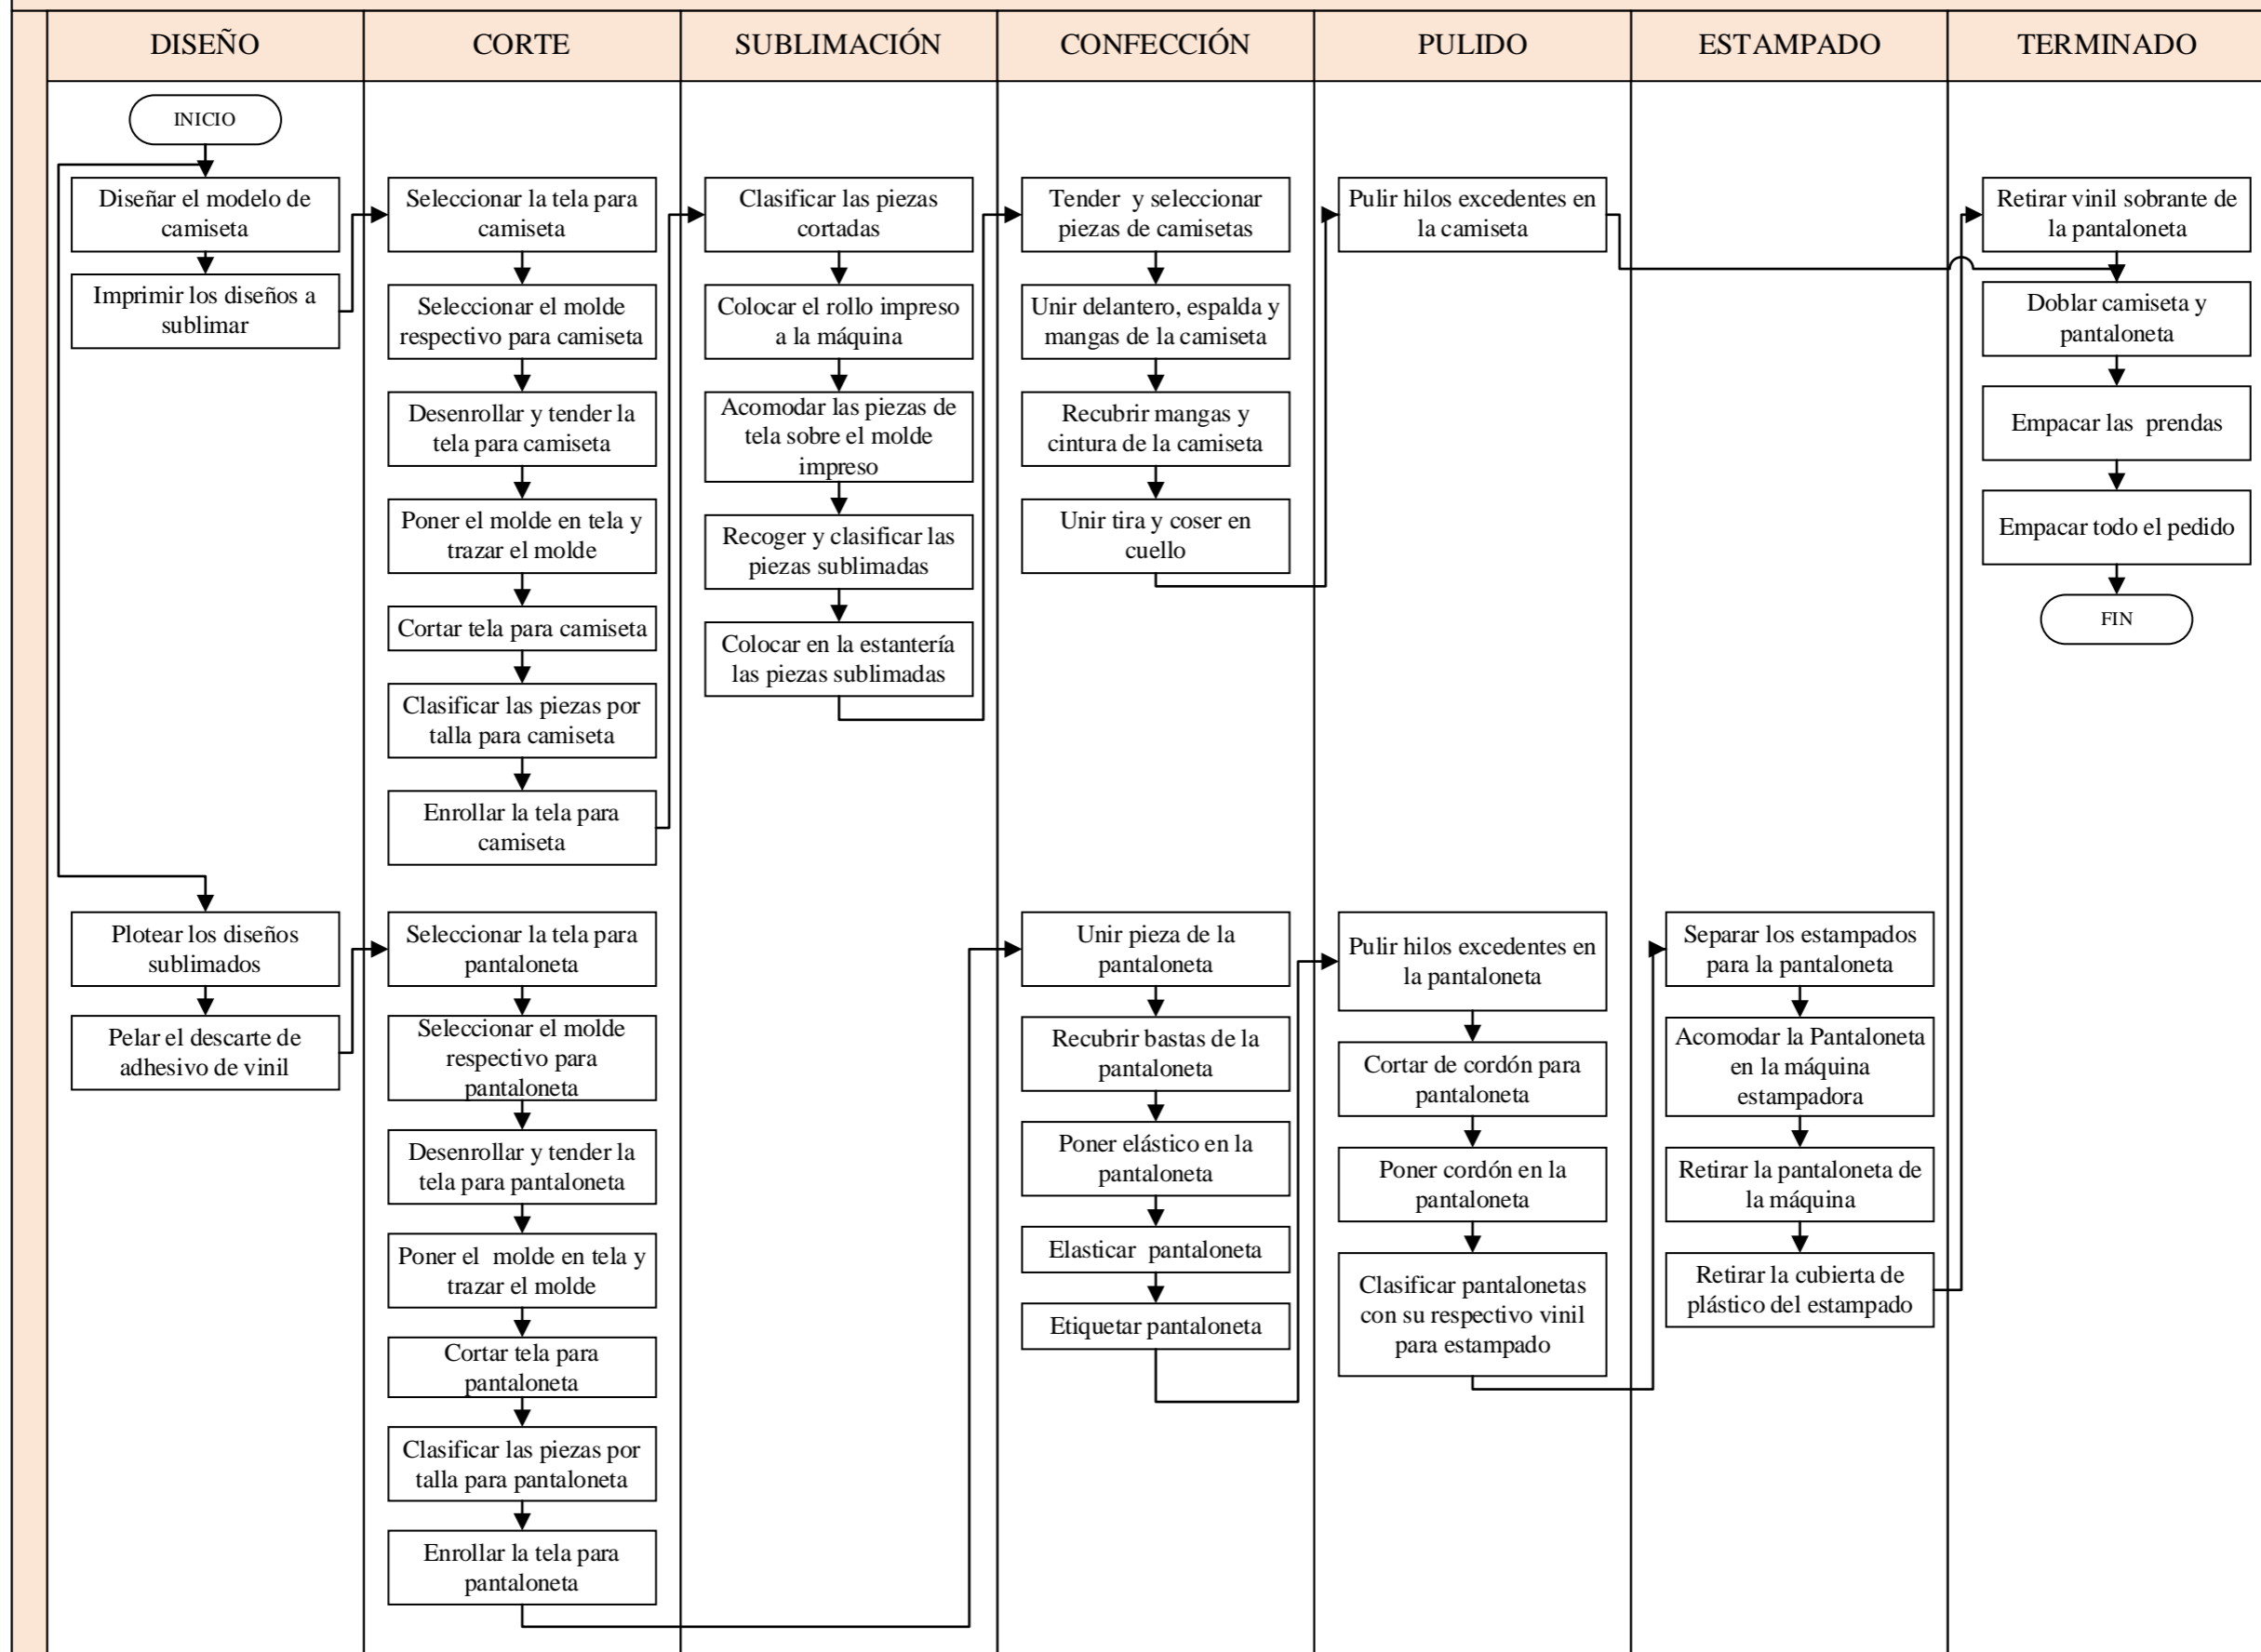 DISEÑO
CORTE
SUBLIMACIÓN
CONFECCIÓN
PULIDO
ESTAMPADO
TERMINADO
INICIO
Diseñar el modelo de
camiseta
Imprimir los diseños a
sublimar
Plotear los diseños
sublimados
Pelar el descarte de
adhesivo de vinil
Seleccionar la tela para
camiseta
Seleccionar el molde
respectivo para camiseta
Desenrollar y tender la
tela para camiseta
Poner el molde en tela y
trazar el molde
Cortar tela para camiseta
Clasificar las piezas por
talla para camiseta
Enrollar la tela para
camiseta
Seleccionar la tela para
pantaloneta
Seleccionar el molde
respectivo para
pantaloneta
Desenrollar y tender la
tela para pantaloneta
Poner el molde en tela y
trazar el molde
Cortar tela para
pantaloneta
Clasificar las piezas por
talla para pantaloneta
Enrollar la tela para
pantaloneta
Clasificar las piezas
cortadas
Colocar el rollo impreso
a la máquina
Acomodar las piezas de
tela sobre el molde
impreso
Recoger y clasificar las
piezas sublimadas
Colocar en la estantería
las piezas sublimadas
Tender y seleccionar
piezas de camisetas
Unir delantero, espalda y
mangas de la camiseta
Recubrir mangas y
cintura de la camiseta
Unir tira y coser en
cuello
Unir pieza de la
pantaloneta
Recubrir bastas de la
pantaloneta
Poner elástico en la
pantaloneta
Elasticar pantaloneta
Etiquetar pantaloneta
Pulir hilos excedentes en
la camiseta
Pulir hilos excedentes en
la pantaloneta
Cortar de cordón para
pantaloneta
Poner cordón en la
pantaloneta
Clasificar pantalonetas
con su respectivo vinil
para estampado
Separar los estampados
para la pantaloneta
Acomodar la Pantaloneta
en la máquina
estampadora
Retirar la pantaloneta de
la máquina
Retirar la cubierta de
plástico del estampado
Retirar vinil sobrante de
la pantaloneta
Doblar camiseta y
pantaloneta
Empacar las prendas
Empacar todo el pedido
FIN